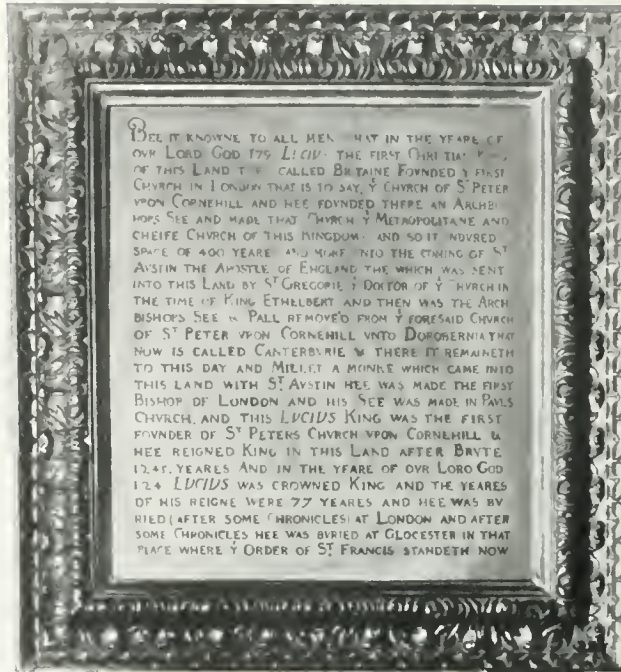 BEE IT KNOWNE TO ALL MEN THAT IN THE YEARE OF
OVR LORD GOD 179 LUCIVS THE FIRST CHRISTIAN KING
OF THIS LAND THEN CALLED BRITAINE FOVNDED Ẏ FIRST
CHVRCH IN LONDON THAT IS TO SAY, Ẏ CHVRCH OF Sᵀ PETER
VPON CORNEHILL AND HEE FOVNDED THERE AN ARCHBI
HOPS SEE AND MADE THAT CHVRCH Ẏ METROPOLITANE AND
CHEIFE CHVRCH OF THIS KINGDOM AND SO IT INDVRED
SPACE OF 400 YEARE AND MORE VNTO THE COMING OF Sᵀ
AVSTIN THE APOSTLE OF ENGLAND THE WHICH WAS SENT
INTO THIS LAND BY Sᵀ GREGORIE Ẏ DOCTOR OF Ẏ CHVRCH IN
THE TIME OF KING ETHELBERT AND THEN WAS THE ARCH
BISHOPS SEE & PALL REMOVE'D FROM Ẏ FORESAID CHVRCH
OF Sᵀ PETER VPON CORNEHILL VNTO DOROBERNIA THAT
NOW IS CALLED CANTERBVRIE & THERE IT REMAINETH
TO THIS DAY AND MILLET A MONKE WHICH CAME INTO
THIS LAND WITH Sᵀ AVSTIN HEE WAS MADE THE FIRST
BISHOP OF LONDON AND HIS SEE WAS MADE IN PAVLS
CHVRCH, AND THIS LUCIUS KING WAS THE FIRST
FOVNDER OF Sᵀ PETERS CHVRCH VPON CORNEHILL &
HEE REIGNED KING IN THIS LAND AFTER BRVTE
1245, YEARES AND IN THE YEARE OF OVR LORD GOD
124 LUCIUS WAS CROWNED KING AND THE YEARES
OF HIS REIGNE WERE 77 YEARES AND HEE WAS BV
RIED (AFTER SOME CHRONICLES) AT LONDON AND AFTER
SOME CHRONICLES HEE WAS BVRIED AT GLOCESTER IN THAT
PLACE WHERE Ẏ ORDER OF Sᵀ FRANCIS STANDETH NOW